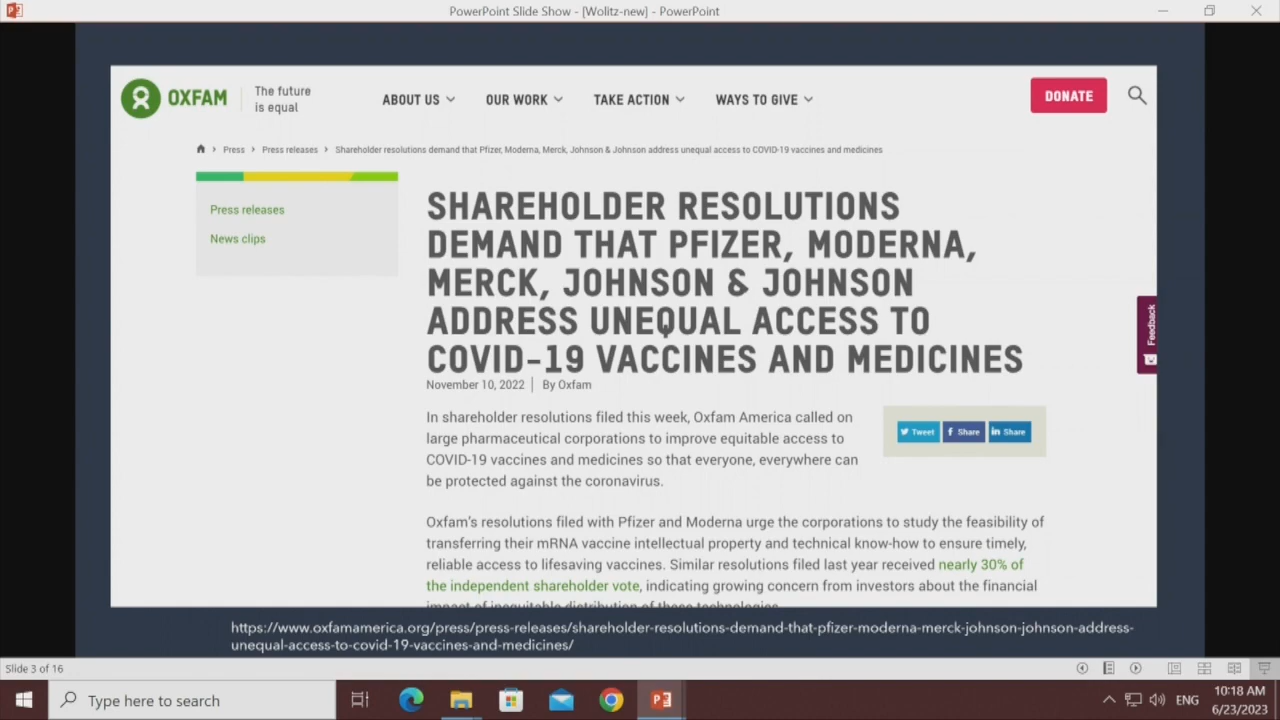 PowerPoint Slide Show - [Wolitz-new] - PowerPoint
OXFAM
The future
is equal
ABOUT US
OUR WORK
TAKE ACTION
WAYS TO GIVE
DONATE
Press
Press releases
Shareholder resolutions demand that Pfizer, Moderna, Merck, Johnson & Johnson address unequal access to COVID-19 vaccines and medicines
Press releases
News clips
SHAREHOLDER RESOLUTIONS
DEMAND THAT PFIZER, MODERNA,
MERCK, JOHNSON & JOHNSON
ADDRESS UNEQUAL ACCESS TO
COVID-19 VACCINES AND MEDICINES
November 10, 2022 | By Oxfam
In shareholder resolutions filed this week, Oxfam America called on
large pharmaceutical corporations to improve equitable access to
COVID-19 vaccines and medicines so that everyone, everywhere can
be protected against the coronavirus.
Tweet
Share
Share
Feedback
Oxfam's resolutions filed with Pfizer and Moderna urge the corporations to study the feasibility of
transferring their mRNA vaccine intellectual property and technical know-how to ensure timely,
reliable access to lifesaving vaccines. Similar resolutions filed last year received nearly 30% of
the independent shareholder vote, indicating growing concern from investors about the financial
impact of inequitable distribution of these technologies.
https://www.oxfamamerica.org/press/press-releases/shareholder-resolutions-demand-that-pfizer-moderna-merck-johnson-johnson-address-
unequal-access-to-covid-19-vaccines-and-medicines/
Slide 3 of 16
Type here to search
ENG
10:18 AM
6/23/2023